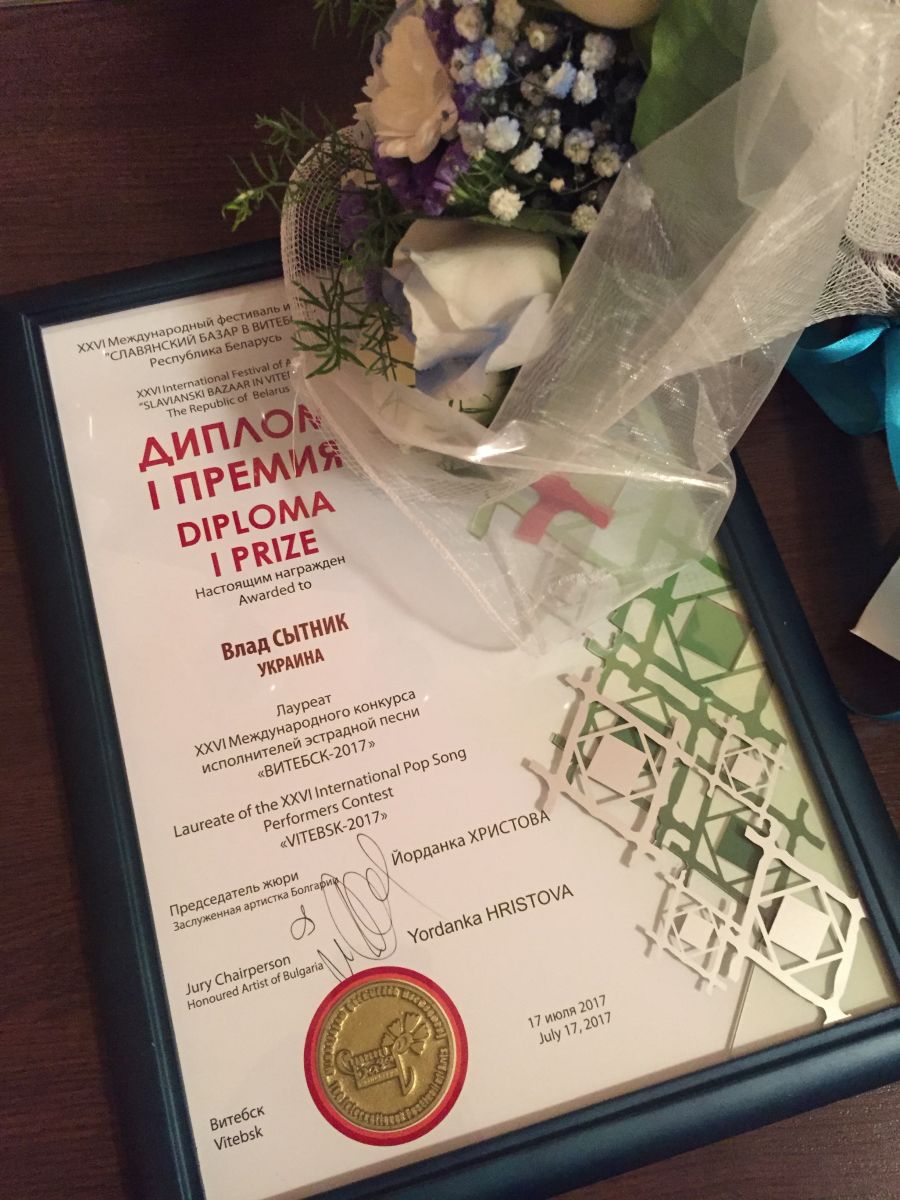 XXVI Международный фестиваль и
"СЛАВЯНСКИЙ БАЗАР В
Республика Беларусь
XXVI International Festival of
"SLAVIANSKI BAZAAR IN
The Republic of Belarus
ДИПЛОМ
I ПРЕМИЯ
DIPLOMA
I PRIZE
Настоящим награжден
Awarded to
Влад СЫТНИК
УКРАИНА
Лауреат
XXVI Международного конкурса
исполнителей эстрадной песни
«ВИТЕБСК-2017»
Laureate of the XXVI International Pop Song
Performers Contest
«VITEBSK-2017»
Председатель жюри
Йорданка ХРИСТОВА
Заслуженная артистка Болгарии
Jury Chairperson
Yordanka HRISTOVA
Honoured Artist of Bulgaria
17 июля 2017
July 17, 2017
Витебск
Vitebsk